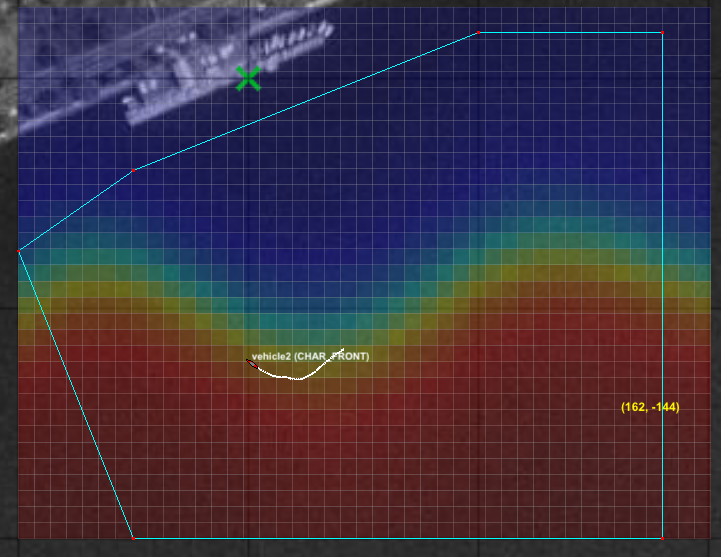 vehicle2 (CHAR_FRONT)
(162, -144)